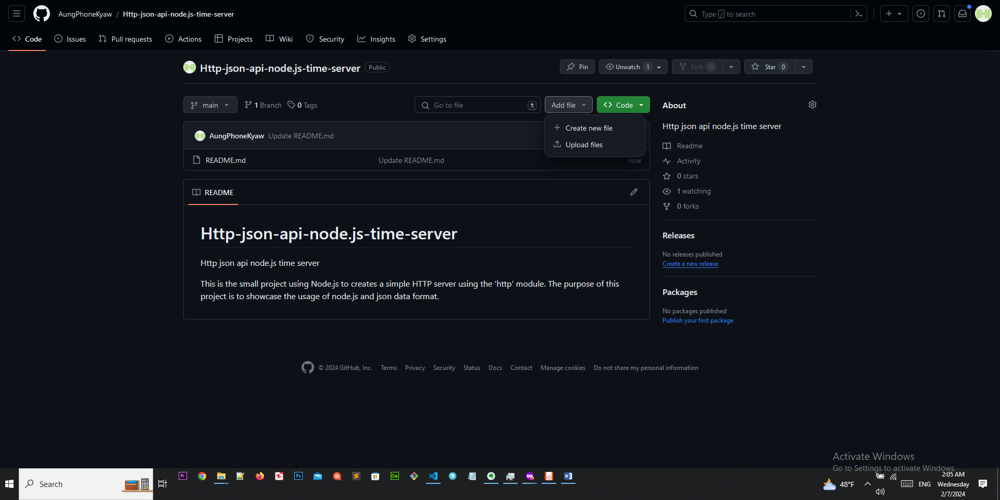 AungPhoneKyaw / Http-json-api-node.js-time-server
Type / to search
Code Issues Pull requests Actions Projects Wiki Security Insights Settings
Http-json-api-node.js-time-server Public
Pin Unwatch 1 Fork 0 Star 0
main 1 Branch 0 Tags
Go to file t
Add file Code
Create new file
Upload files
AungPhoneKyaw Update README.md
README.md Update README.md now
README
Http-json-api-node.js-time-server
Http json api node.js time server
This is the small project using Node.js to creates a simple HTTP server using the 'http' module. The purpose of this
project is to showcase the usage of node.js and json data format.
About
Http json api node.js time server
Readme
Activity
0 stars
1 watching
0 forks
Releases
No releases published
Create a new release
Packages
No packages published
Publish your first package
© 2024 GitHub, Inc. Terms Privacy Security Status Docs Contact Manage cookies Do not share my personal information
Activate Windows
Go to Settings to activate Windows.
Search
Pr
Ps
Dw
48°F
ENG
2:05 AM
Wednesday
2/7/2024